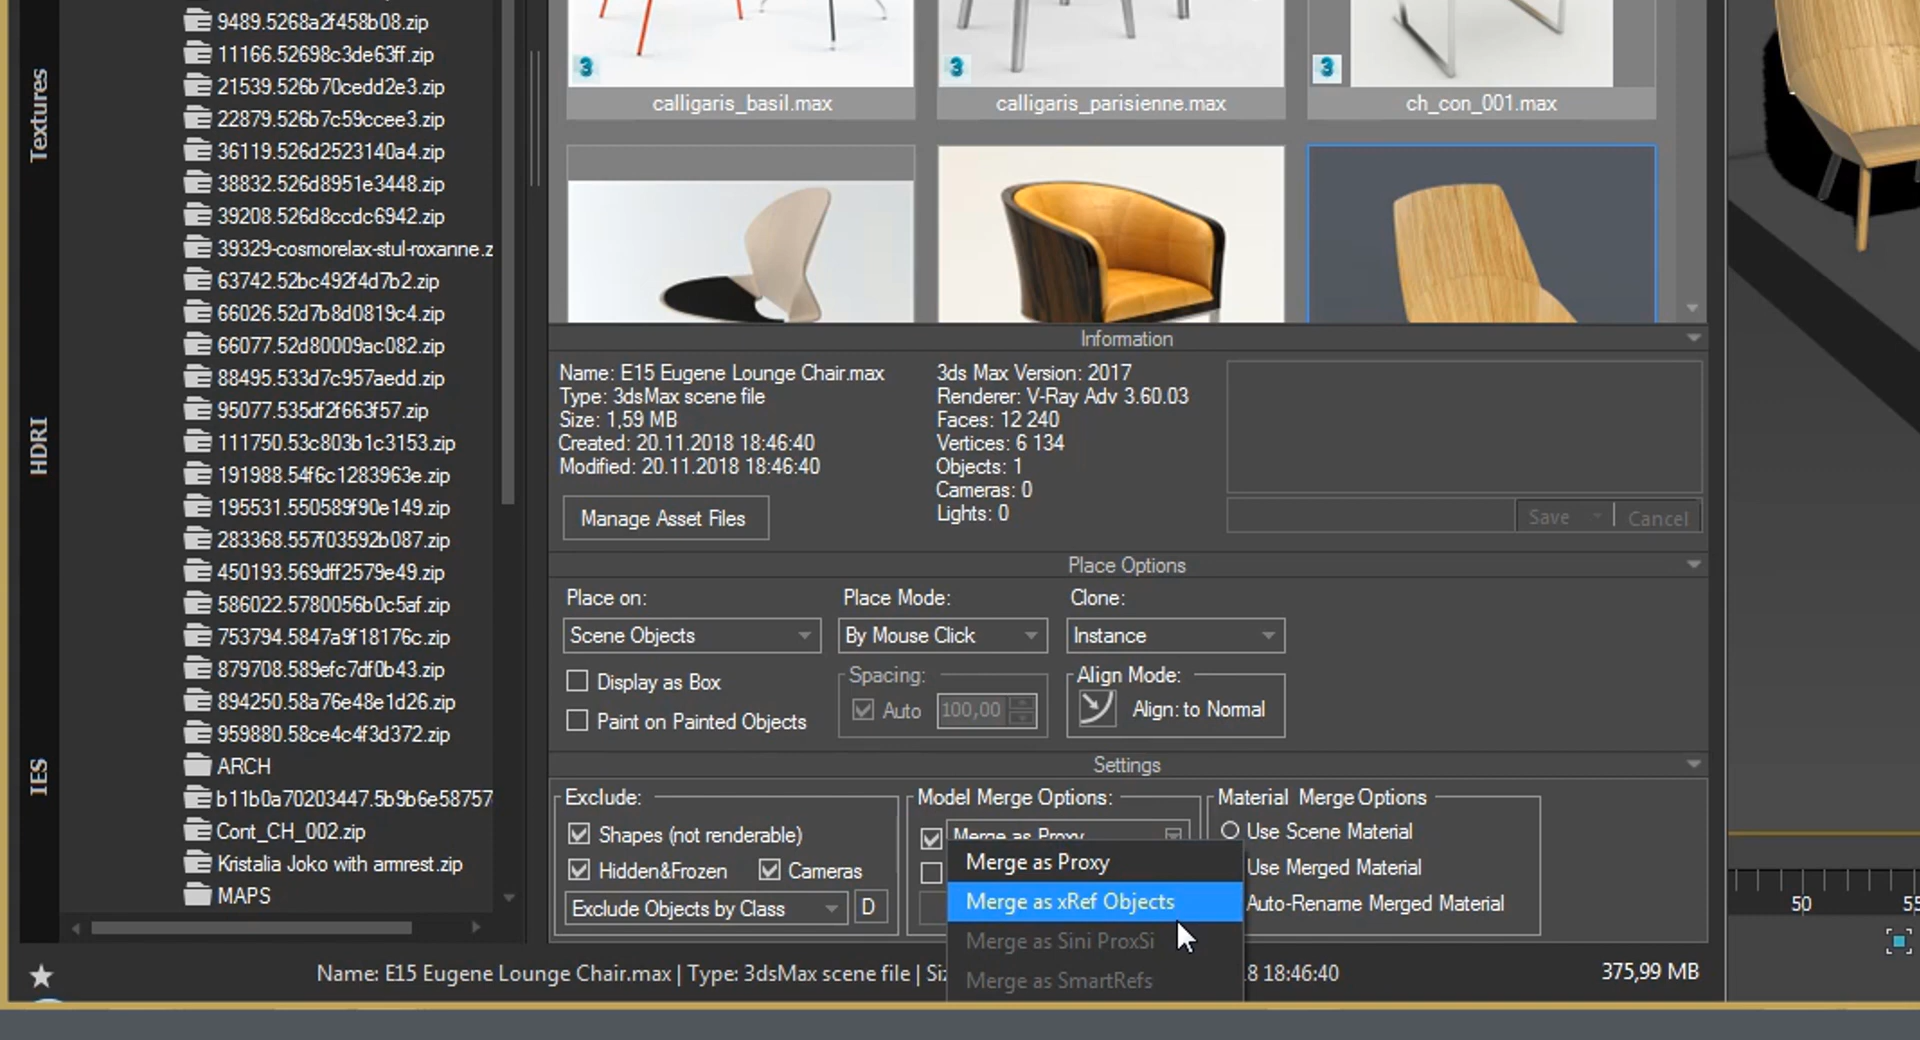 Textures
HDRI
IES
9489.5268a2f458b08.zip
11166.52698c3de63ff.zip
21539.526b70cedd2e3.zip
22879.526b7c59ccee3.zip
36119.526d2523140a4.zip
38832.526d8951e3448.zip
39208.526d8ccdc6942.zip
39329-cosmorelax-stul-roxanne.z
63742.52bc492f4d7b2.zip
66026.52d7b8d0819c4.zip
66077.52d80009ac082.zip
88495.533d7c957aedd.zip
95077.535df2f663f57.zip
111750.53c803b1c3153.zip
191988.54f6c1283963e.zip
195531.550589f90e149.zip
283368.557f03592b087.zip
450193.569dff2579e49.zip
586022.5780056b0c5af.zip
753794.5847a9f18176c.zip
879708.589efc7df0b43.zip
894250.58a76e48e1d26.zip
959880.58ce4c4f3d372.zip
ARCH
b11b0a70203447.5b9b6e58757
Cont_CH_002.zip
Kristalia Joko with armrest.zip
MAPS
3
3
3
calligaris_basil.max
calligaris_parisienne.max
ch_con_001.max
Information
Name: E15 Eugene Lounge Chair.max
Type: 3dsMax scene file
Size: 1,59 MB
Created: 20.11.2018 18:46:40
Modified: 20.11.2018 18:46:40
Manage Asset Files
3ds Max Version: 2017
Renderer: V-Ray Adv 3.60.03
Faces: 12 240
Vertices: 6 134
Objects: 1
Cameras: 0
Lights: 0
Save
Cancel
Place Options
Place on:
Scene Objects
Display as Box
Paint on Painted Objects
Place Mode:
By Mouse Click
Spacing:
Auto
100,00
Clone:
Instance
Align Mode:
Align: to Normal
Settings
Exclude:
Shapes (not renderable)
Hidden&Frozen
Cameras
Exclude Objects by Class
D
Model Merge Options:
Merge as Proxy
Merge as Proxy
Merge as xRef Objects
Merge as Sini ProxSi
Merge as SmartRefs
Material Merge Options
Use Scene Material
Use Merged Material
Auto-Rename Merged Material
Name: E15 Eugene Lounge Chair.max | Type: 3dsMax scene file | Siz
8 18:46:40
375,99 MB
50
55